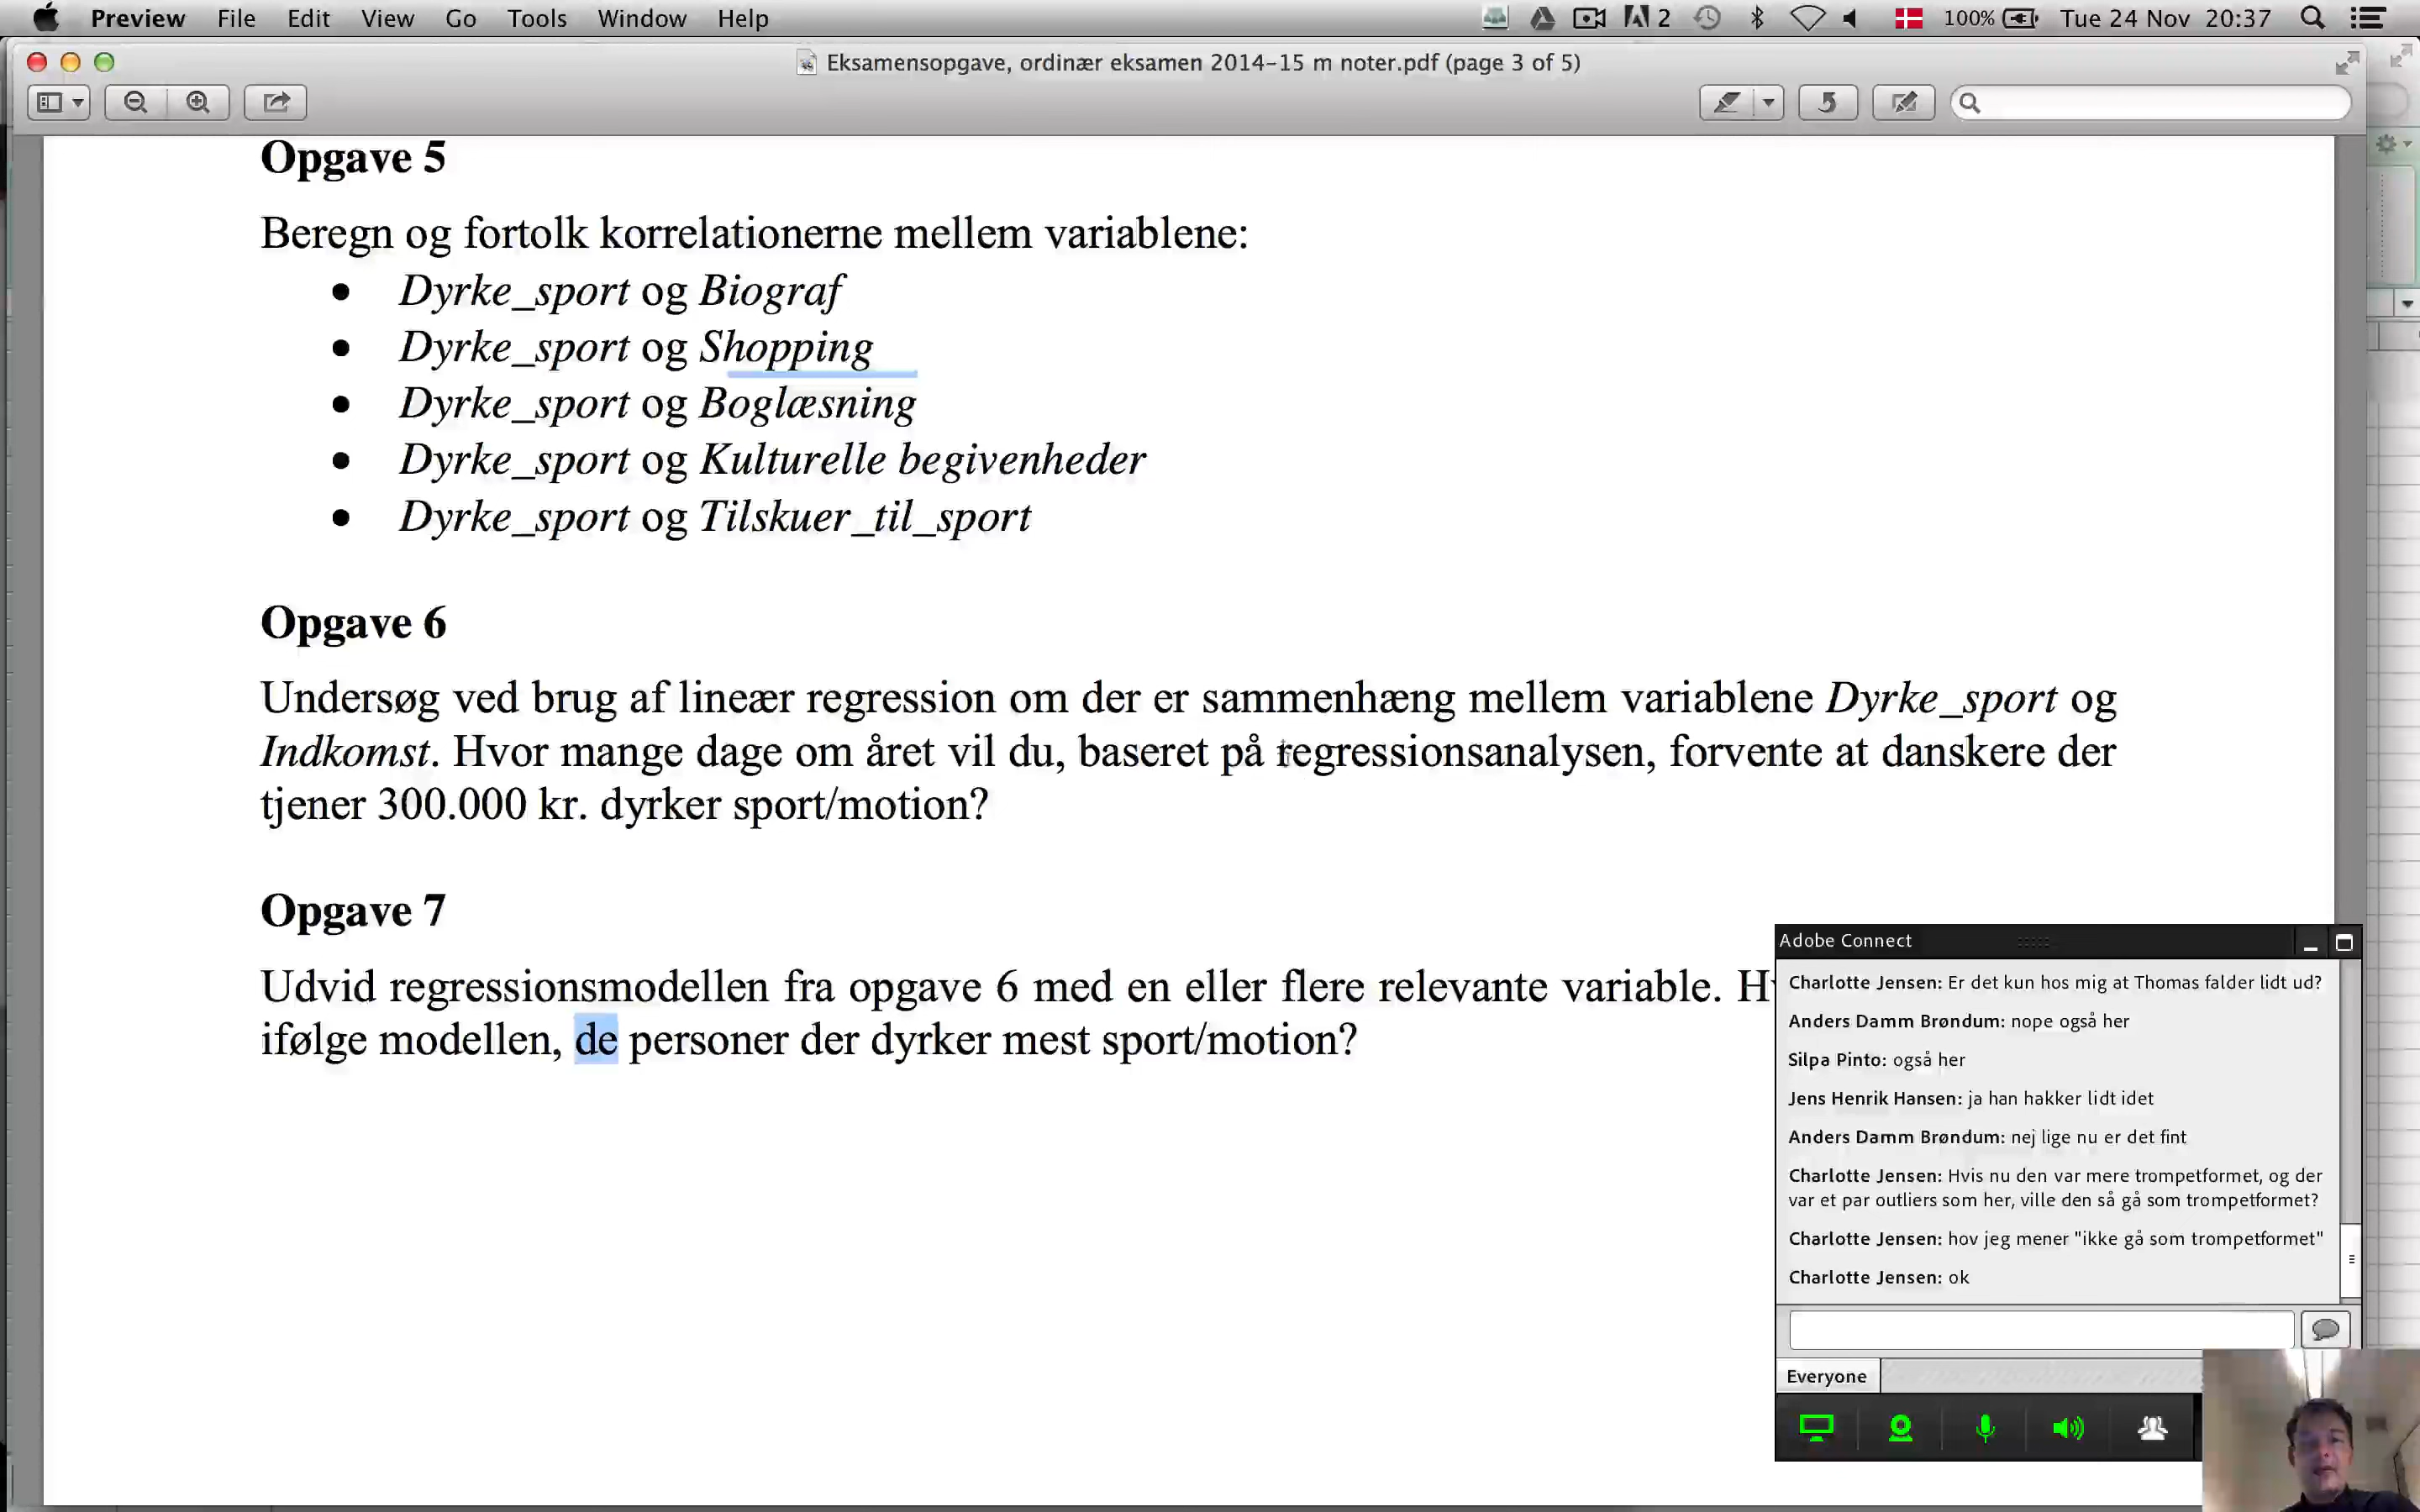 Preview File Edit View Go Tools Window Help 2 100% Tue 24 Nov 20:37
Eksamensopgave, ordinær eksamen 2014-15 m noter.pdf (page 3 of 5)
Opgave 5
Beregn og fortolk korrelationerne mellem variablene:
• Dyrke_sport og Biograf
• Dyrke_sport og Shopping
• Dyrke_sport og Boglæsning
• Dyrke_sport og Kulturelle begivenheder
• Dyrke_sport og Tilskuer_til_sport
Opgave 6
Undersøg ved brug af lineær regression om der er sammenhæng mellem variablene Dyrke_sport og
Indkomst. Hvor mange dage om året vil du, baseret på regressionsanalysen, forvente at danskere der
tjener 300.000 kr. dyrker sport/motion?
Opgave 7
Udvid regressionsmodellen fra opgave 6 med en eller flere relevante variable.
ifølge modellen, de personer der dyrker mest sport/motion?
Adobe Connect
Charlotte Jensen: Er det kun hos mig at Thomas falder lidt ud?
Anders Damm Brøndum: nope også her
Silpa Pinto: også her
Jens Henrik Hansen: ja han hakker lidt idet
Anders Damm Brøndum: nej lige nu er det fint
Charlotte Jensen: Hvis nu den var mere trompetformet, og der
var et par outliers som her, ville den så gå som trompetformet?
Charlotte Jensen: hov jeg mener "ikke gå som trompetformet"
Charlotte Jensen: ok
Everyone